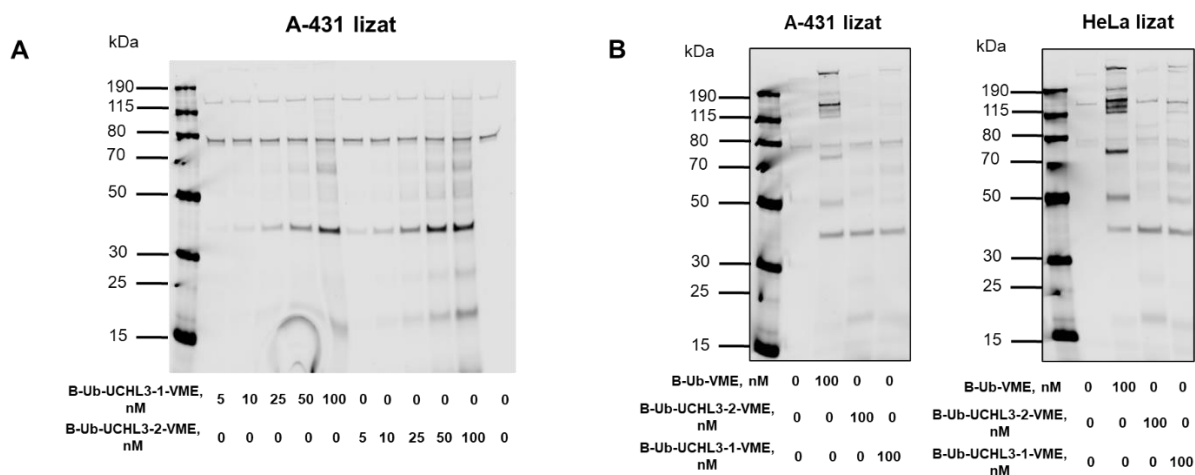 A
A-431 lizat
kDa
190
115
80
70
50
30
25
15
B-Ub-UCHL3-1-VME, nM 5 10 25 50 100 0 0 0 0 0 0
B-Ub-UCHL3-2-VME, nM 0 0 0 0 0 5 10 25 50 100 0
B
A-431 lizat
kDa
190
115
80
70
50
30
25
15
B-Ub-VME, nM 0 100 0 0
B-Ub-UCHL3-2-VME, nM 0 0 100 0
B-Ub-UCHL3-1-VME, nM 0 0 0 100
HeLa lizat
kDa
190
115
80
70
50
30
25
15
B-Ub-VME, nM 0 100 0 0
B-Ub-UCHL3-2-VME, nM 0 0 100 0
B-Ub-UCHL3-1-VME, nM 0 0 0 100